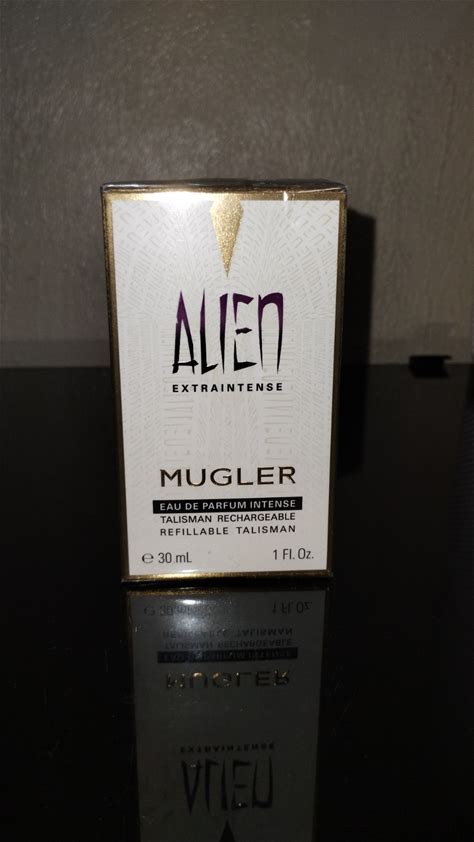 ALIEN
EXTRAINTENSE
MUGLER
EAU DE PARFUM INTENSE
TALISMAN RECHARGEABLE
REFILLABLE TALISMAN
℮ 30 mL 1 Fl. Oz.